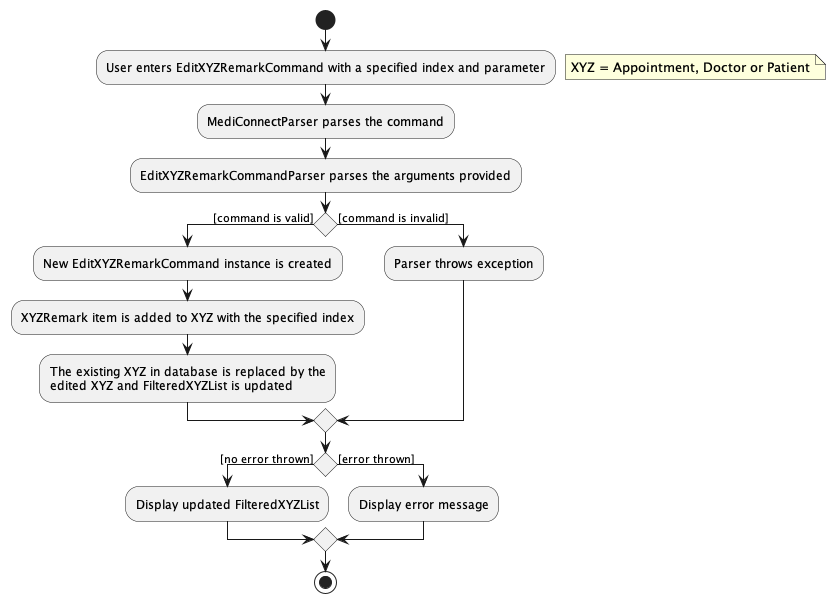 User enters EditXYZRemarkCommand with a specified index and parameter
XYZ = Appointment, Doctor or Patient
MediConnectParser parses the command
EditXYZRemarkCommandParser parses the arguments provided
[command is valid]
[command is invalid]
New EditXYZRemarkCommand instance is created
Parser throws exception
XYZRemark item is added to XYZ with the specified index
The existing XYZ in database is replaced by the
edited XYZ and FilteredXYZList is updated
[no error thrown]
[error thrown]
Display updated FilteredXYZList
Display error message